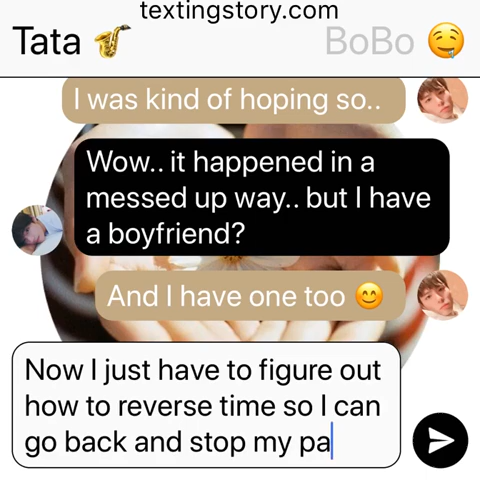 textingstory.com
Tata 🎷 BoBo 🤤
I was kind of hoping so..
Wow.. it happened in a
messed up way.. but I have
a boyfriend?
And I have one too 😊
Now I just have to figure out
how to reverse time so I can
go back and stop my pa